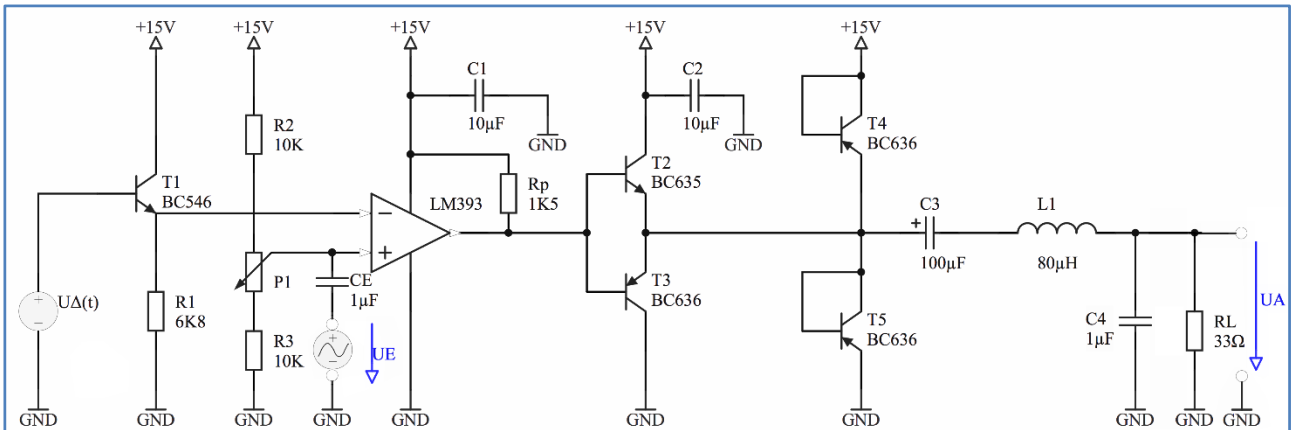 +15V
+15V
+15V
+15V
+15V
R2
10K
C1
10µF
GND
C2
10µF
GND
T4
BC636
T1
BC546
LM393
Rp
1K5
T2
BC635
−
+
C3
+
100µF
L1
80µH
UΔ(t)
+
−
R1
6K8
P1
R3
10K
CE
1µF
+
−
UE
T3
BC636
T5
BC636
C4
1µF
RL
33Ω
UA
GND
GND
GND
GND
GND
GND
GND
GND
GND
GND